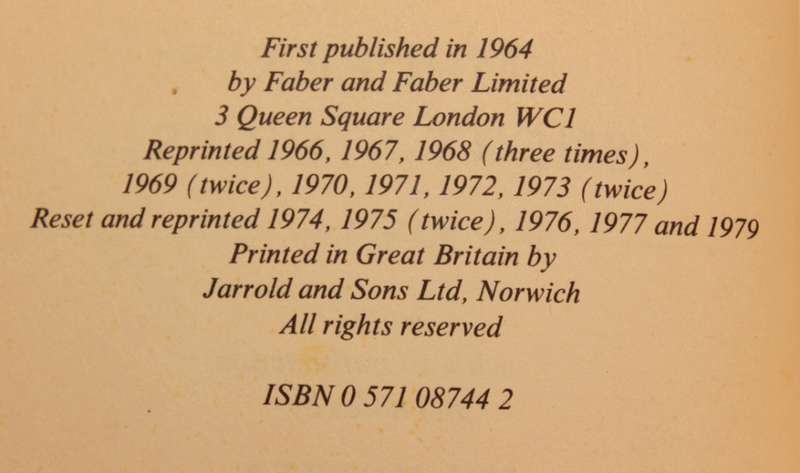 First published in 1964
by Faber and Faber Limited
3 Queen Square London WC1
Reprinted 1966, 1967, 1968 (three times),
1969 (twice), 1970, 1971, 1972, 1973 (twice)
Reset and reprinted 1974, 1975 (twice), 1976, 1977 and 1979
Printed in Great Britain by
Jarrold and Sons Ltd, Norwich
All rights reserved
ISBN 0 571 08744 2